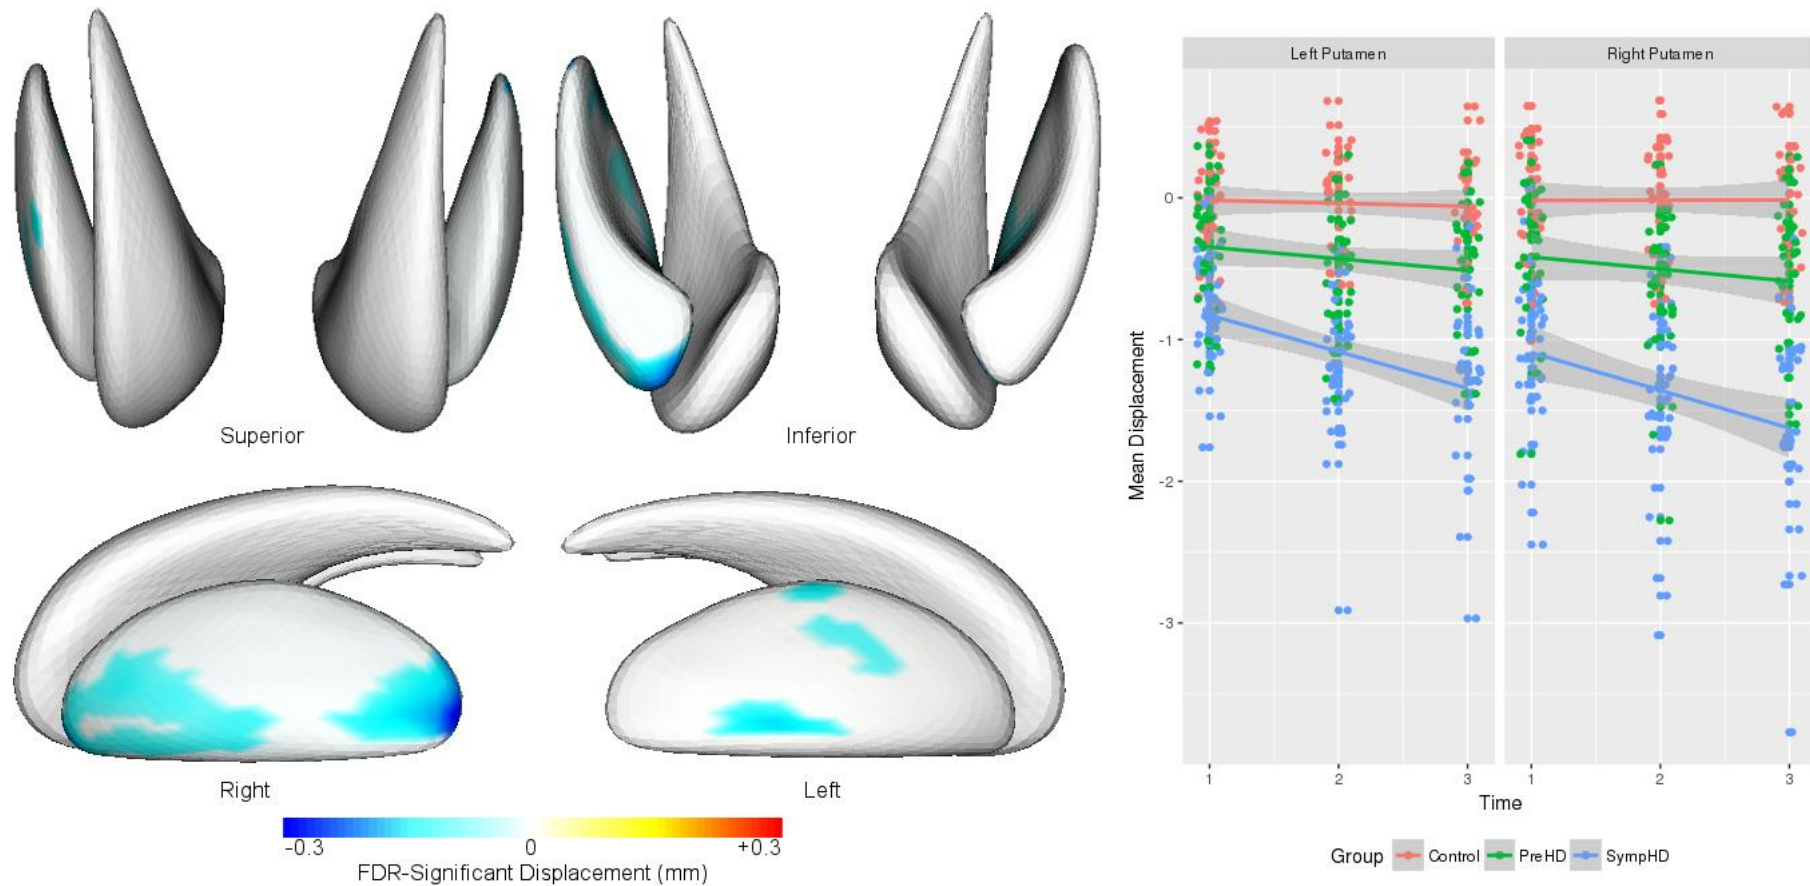 Superior
Inferior
Right
Left
-0.3
0
+0.3
FDR-Significant Displacement (mm)
Left Putamen
Right Putamen
Mean Displacement
0
-1
-2
-3
1
2
3
1
2
3
Time
Group Control PreHD SympHD